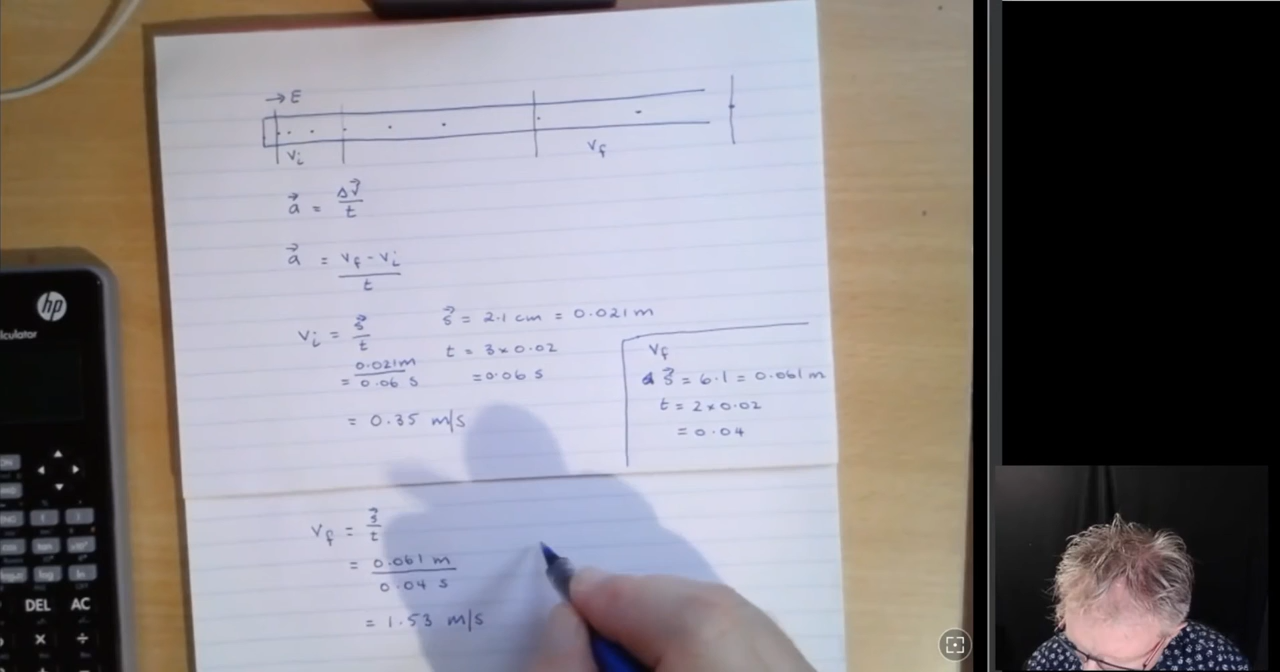 → E
Vi
Vf
a⃗ = Δv⃗/t
a⃗ = (vf - vi)/t
vi = s⃗/t
s⃗ = 2.1 cm = 0.021 m
t = 3 × 0.02
= 0.06 s
= 0.021m/0.06 s
= 0.35 m/s
Vf
s⃗ = 6.1 = 0.061 m
t = 2 × 0.02
= 0.04
Vf = s⃗/t
= 0.061 m/0.04 s
= 1.53 m/s
hp
DEL AC
× ÷